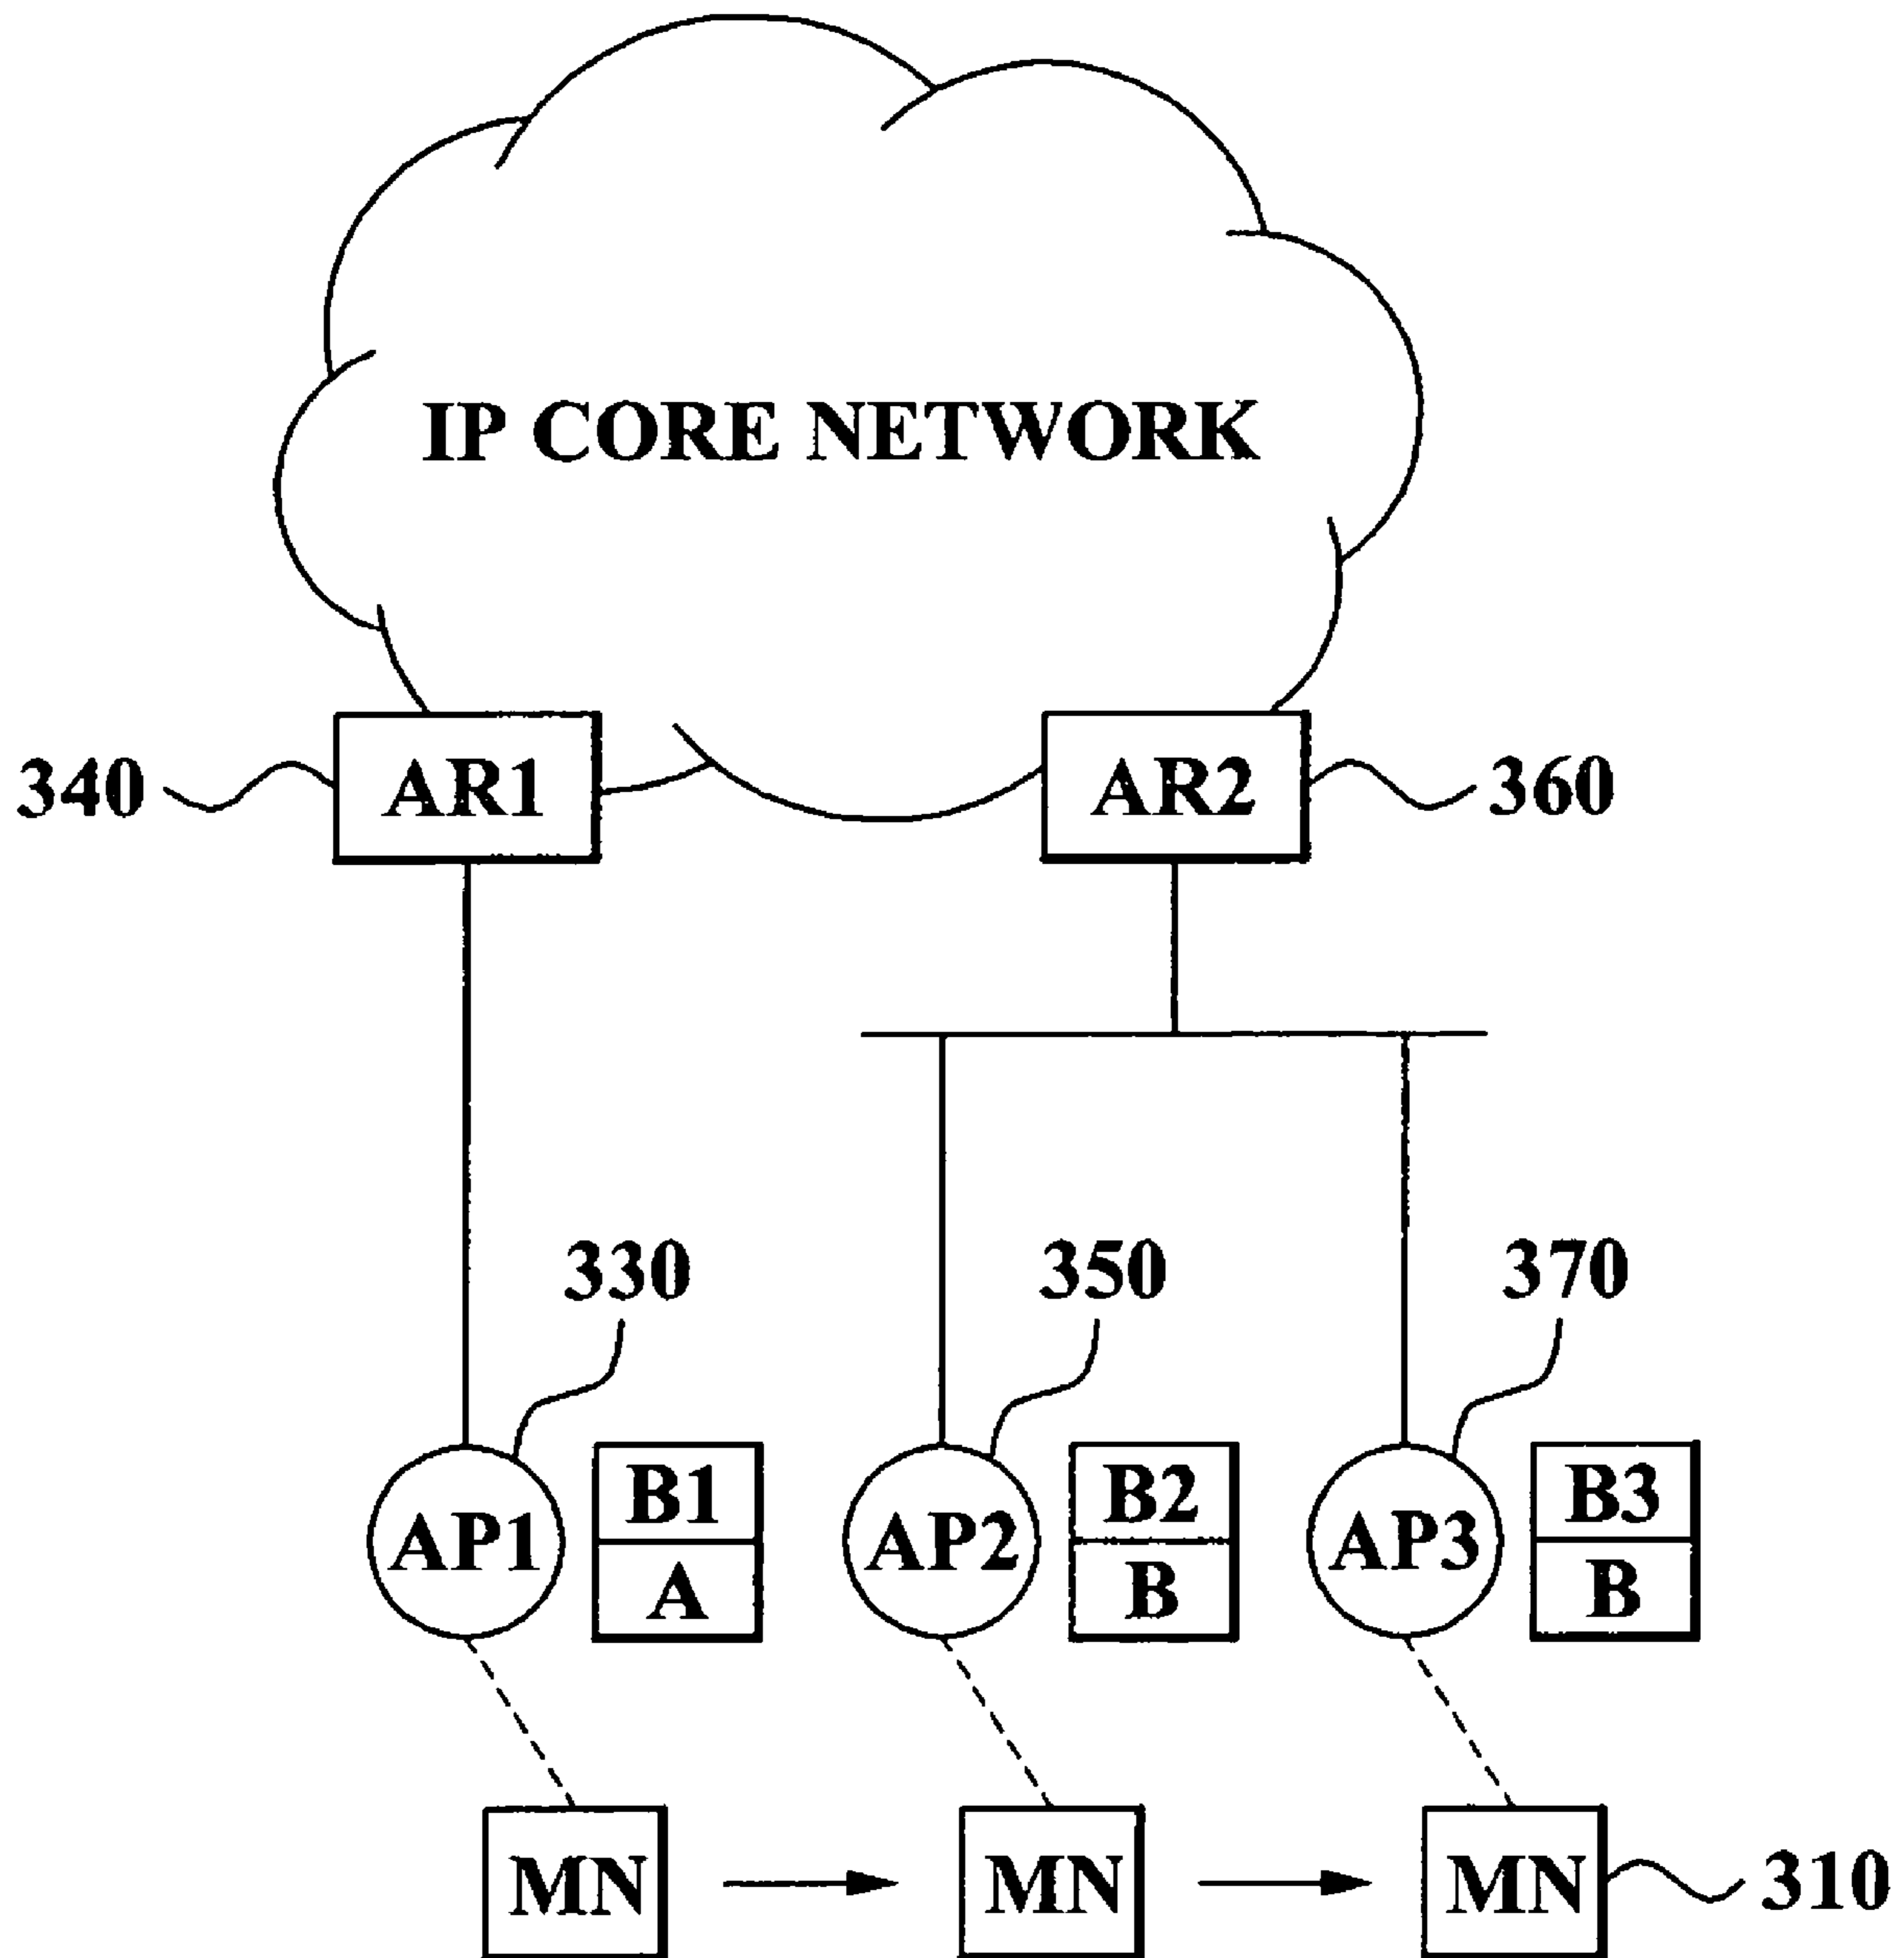 IP CORE NETWORK
340
AR1
AR2
360
330
350
370
AP1
B1
A
AP2
B2
B
AP3
B3
B
MN
MN
MN
310